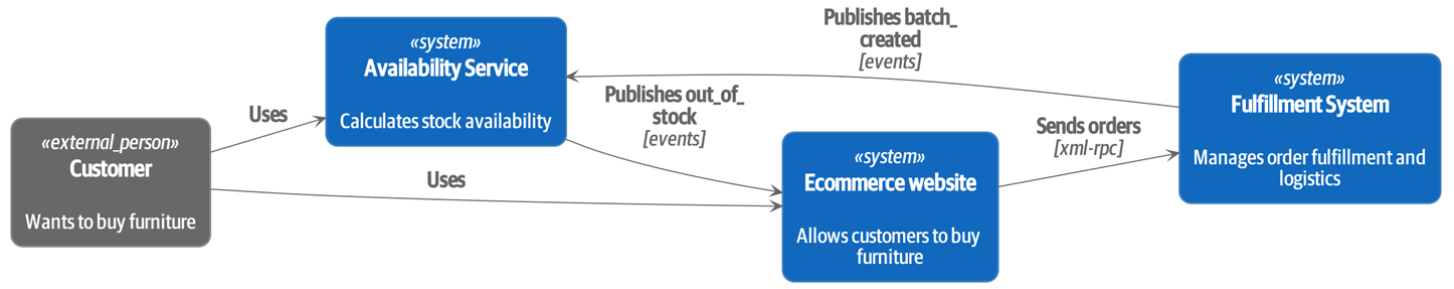 «external_person»
Customer
Wants to buy furniture
Uses
Uses
«system»
Availability Service
Calculates stock availability
Publishes out_of_
stock
[events]
«system»
Ecommerce website
Allows customers to buy
furniture
Publishes batch_
created
[events]
Sends orders
[xml-rpc]
«system»
Fulfillment System
Manages order fulfillment and
logistics